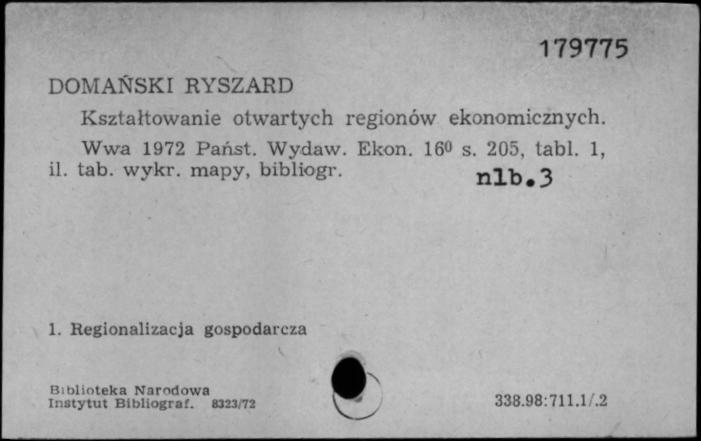 179775
DOMAŃSKI RYSZARD
Kształtowanie otwartych regionów ekonomicznych.
Wwa 1972 Państ. Wydaw. Ekon. 16⁰ s. 205, tabl. 1,
il. tab. wykr. mapy, bibliogr. nlb.3
1. Regionalizacja gospodarcza
Biblioteka Narodowa
Instytut Bibliograf. 8323/72
338.98:711.1/.2